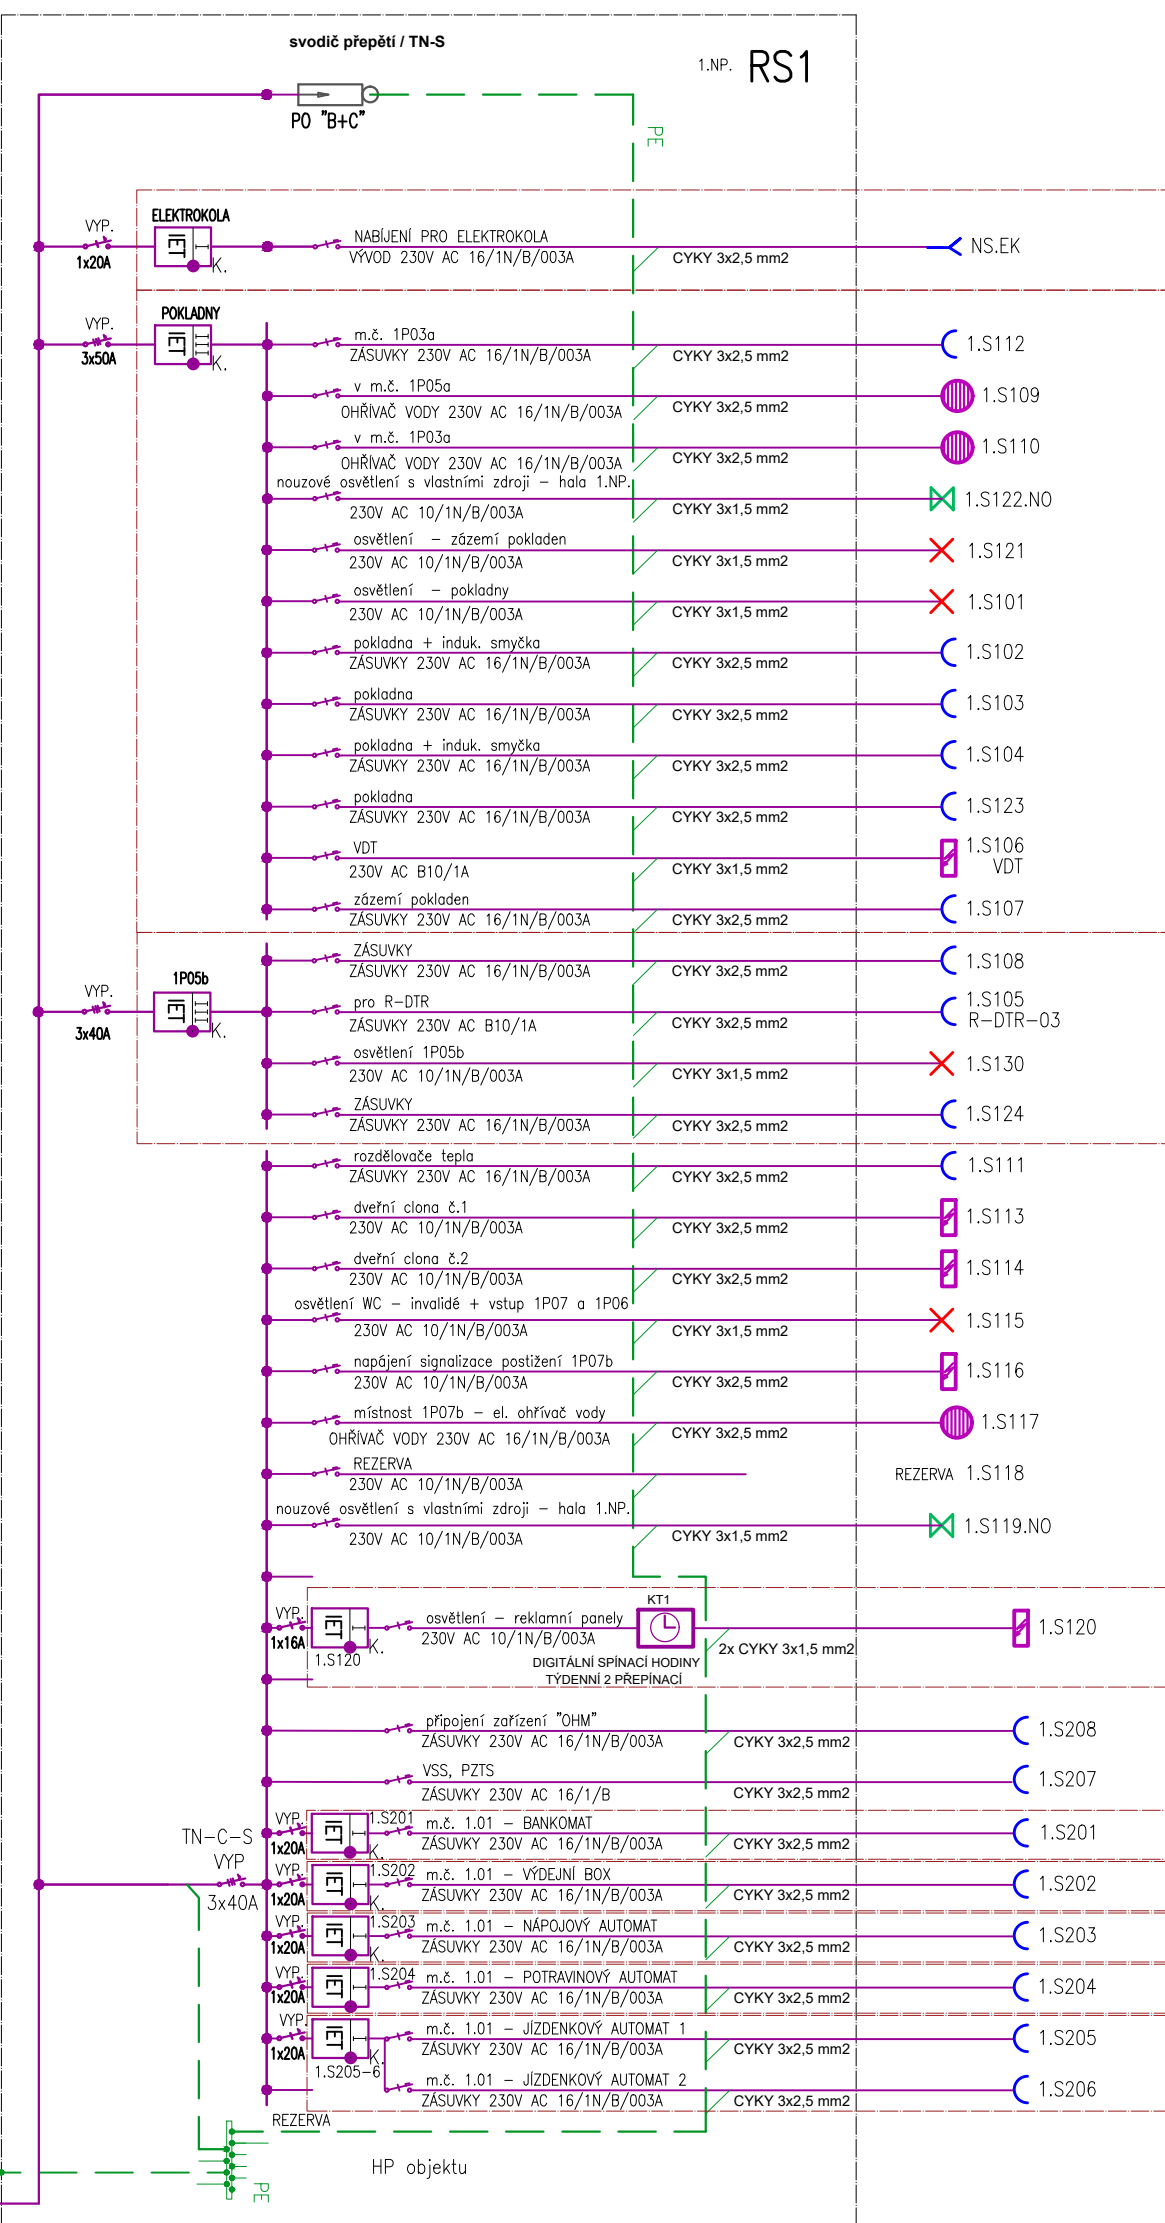 svodič přepětí / TN-S
1.NP. RS1
PO "B+C"
PE
VYP.
1x20A
ELEKTROKOLA
K.
NABÍJENÍ PRO ELEKTROKOLA
VÝVOD 230V AC 16/1N/B/003A
CYKY 3x2,5 mm2
NS.EK
VYP.
3x50A
POKLADNY
K.
m.č. 1P03a
ZÁSUVKY 230V AC 16/1N/B/003A
CYKY 3x2,5 mm2
1.S112
v m.č. 1P05a
OHŘÍVAČ VODY 230V AC 16/1N/B/003A
CYKY 3x2,5 mm2
1.S109
v m.č. 1P03a
OHŘÍVAČ VODY 230V AC 16/1N/B/003A
CYKY 3x2,5 mm2
1.S110
nouzové osvětlení s vlastními zdroji – hala 1.NP.
230V AC 10/1N/B/003A
CYKY 3x1,5 mm2
1.S122.NO
osvětlení – zázemí pokladen
230V AC 10/1N/B/003A
CYKY 3x1,5 mm2
1.S121
osvětlení – pokladny
230V AC 10/1N/B/003A
CYKY 3x1,5 mm2
1.S101
pokladna + induk. smyčka
ZÁSUVKY 230V AC 16/1N/B/003A
CYKY 3x2,5 mm2
1.S102
pokladna
ZÁSUVKY 230V AC 16/1N/B/003A
CYKY 3x2,5 mm2
1.S103
pokladna + induk. smyčka
ZÁSUVKY 230V AC 16/1N/B/003A
CYKY 3x2,5 mm2
1.S104
pokladna
ZÁSUVKY 230V AC 16/1N/B/003A
CYKY 3x2,5 mm2
1.S123
VDT
230V AC B10/1A
CYKY 3x1,5 mm2
1.S106
VDT
zázemí pokladen
ZÁSUVKY 230V AC 16/1N/B/003A
CYKY 3x2,5 mm2
1.S107
VYP.
3x40A
1P05b
K.
ZÁSUVKY
ZÁSUVKY 230V AC 16/1N/B/003A
CYKY 3x2,5 mm2
1.S108
pro R–DTR
ZÁSUVKY 230V AC B10/1A
CYKY 3x2,5 mm2
1.S105
R–DTR–03
osvětlení 1P05b
230V AC 10/1N/B/003A
CYKY 3x1,5 mm2
1.S130
ZÁSUVKY
ZÁSUVKY 230V AC 16/1N/B/003A
CYKY 3x2,5 mm2
1.S124
rozdělovače tepla
ZÁSUVKY 230V AC 16/1N/B/003A
CYKY 3x2,5 mm2
1.S111
dveřní clona č.1
230V AC 10/1N/B/003A
CYKY 3x2,5 mm2
1.S113
dveřní clona č.2
230V AC 10/1N/B/003A
CYKY 3x2,5 mm2
1.S114
osvětlení WC – invalidé + vstup 1P07 a 1P06
230V AC 10/1N/B/003A
CYKY 3x1,5 mm2
1.S115
napájení signalizace postižení 1P07b
230V AC 10/1N/B/003A
CYKY 3x2,5 mm2
1.S116
místnost 1P07b – el. ohřívač vody
OHŘÍVAČ VODY 230V AC 16/1N/B/003A
CYKY 3x2,5 mm2
1.S117
REZERVA
230V AC 10/1N/B/003A
REZERVA 1.S118
nouzové osvětlení s vlastními zdroji – hala 1.NP.
230V AC 10/1N/B/003A
CYKY 3x1,5 mm2
1.S119.NO
VYP.
1x16A
K.
1.S120
osvětlení – reklamní panely
230V AC 10/1N/B/003A
KT1
DIGITÁLNÍ SPÍNACÍ HODINY
TÝDENNÍ 2 PŘEPÍNACÍ
2x CYKY 3x1,5 mm2
1.S120
připojení zařízení "OHM"
ZÁSUVKY 230V AC 16/1N/B/003A
CYKY 3x2,5 mm2
1.S208
VSS, PZTS
ZÁSUVKY 230V AC 16/1/B
CYKY 3x2,5 mm2
1.S207
VYP.
1x20A
1.S201
K.
m.č. 1.01 – BANKOMAT
ZÁSUVKY 230V AC 16/1N/B/003A
CYKY 3x2,5 mm2
1.S201
TN–C–S
VYP
3x40A
VYP.
1x20A
1.S202
K.
m.č. 1.01 – VÝDEJNÍ BOX
ZÁSUVKY 230V AC 16/1N/B/003A
CYKY 3x2,5 mm2
1.S202
VYP.
1x20A
1.S203
K.
m.č. 1.01 – NÁPOJOVÝ AUTOMAT
ZÁSUVKY 230V AC 16/1N/B/003A
CYKY 3x2,5 mm2
1.S203
VYP.
1x20A
1.S204
m.č. 1.01 – POTRAVINOVÝ AUTOMAT
ZÁSUVKY 230V AC 16/1N/B/003A
CYKY 3x2,5 mm2
1.S204
VYP.
1x20A
K.
1.S205–6
m.č. 1.01 – JÍZDENKOVÝ AUTOMAT 1
ZÁSUVKY 230V AC 16/1N/B/003A
CYKY 3x2,5 mm2
1.S205
m.č. 1.01 – JÍZDENKOVÝ AUTOMAT 2
ZÁSUVKY 230V AC 16/1N/B/003A
CYKY 3x2,5 mm2
1.S206
REZERVA
HP objektu
PE